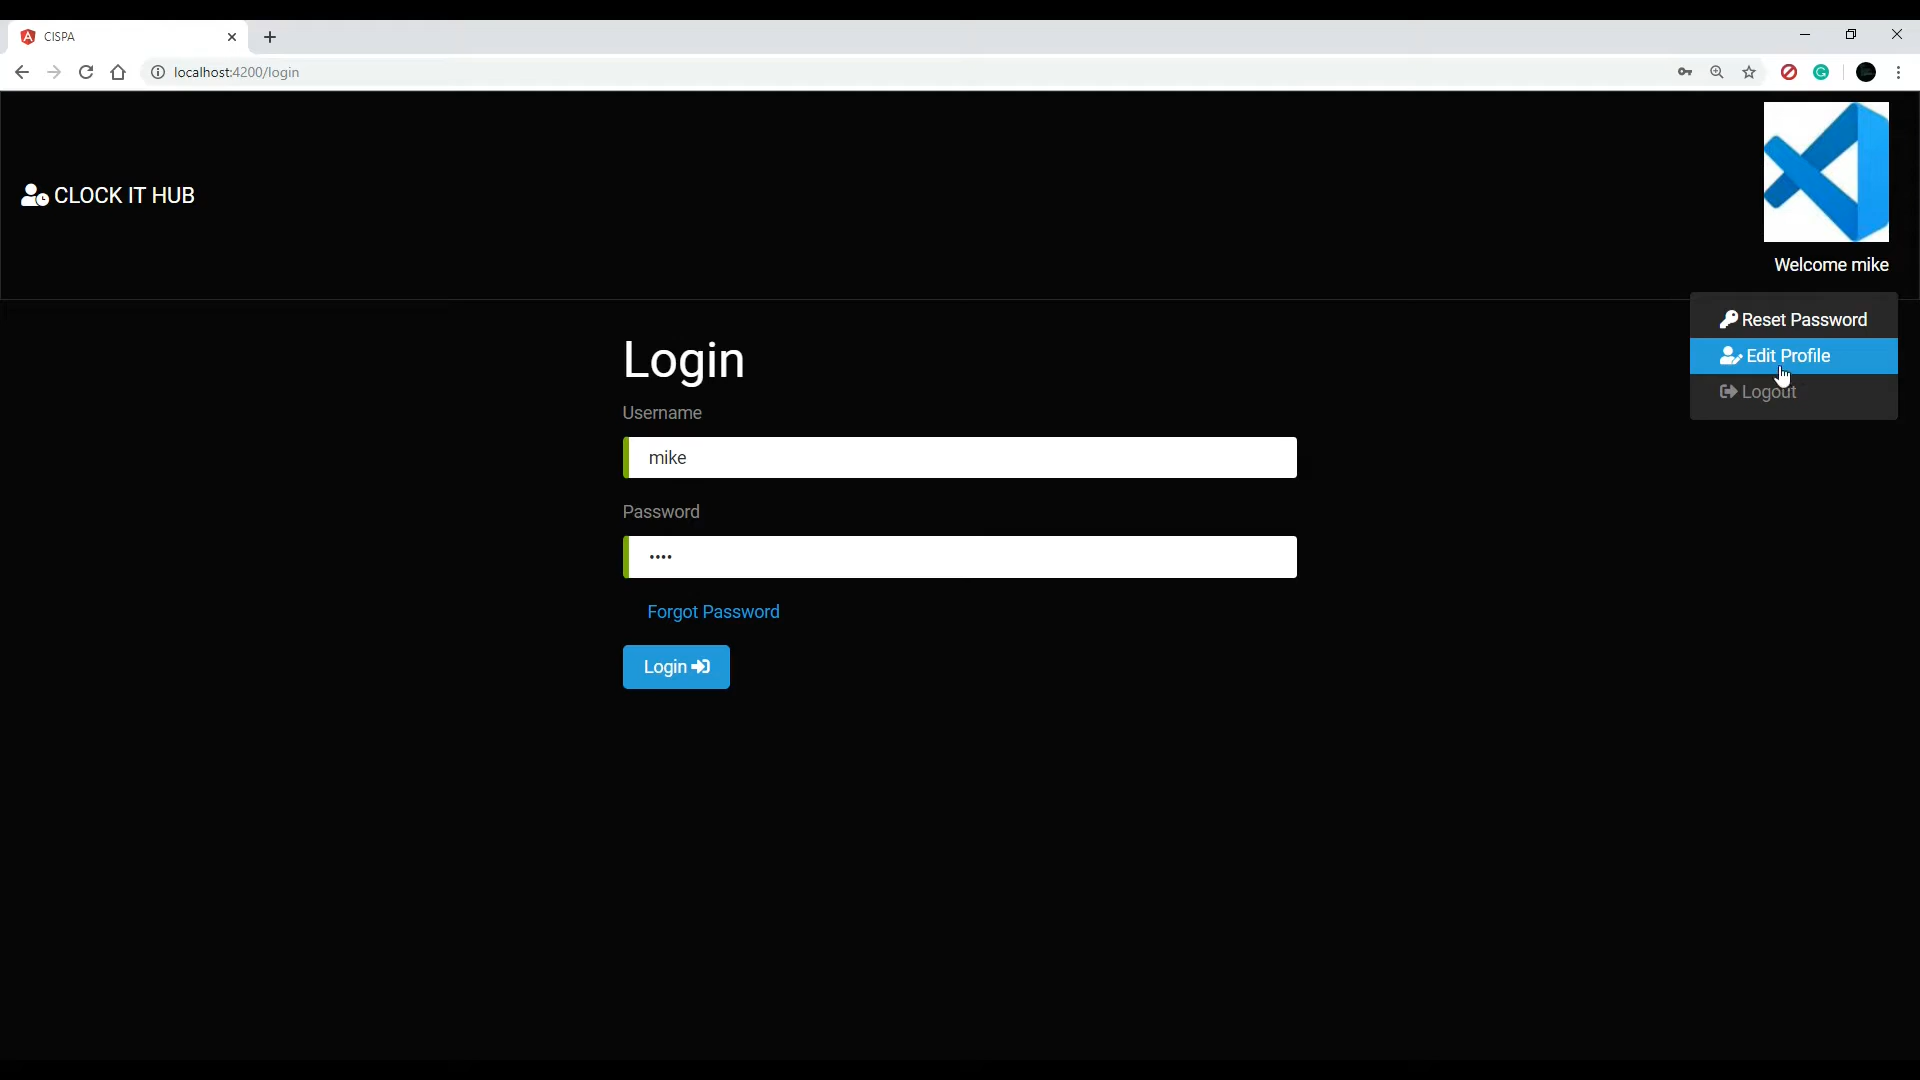 CISPA
localhost:4200/login
CLOCK IT HUB
Welcome mike
Reset Password
Edit Profile
Logout
Login
Username
mike
Password
••••
Forgot Password
Login